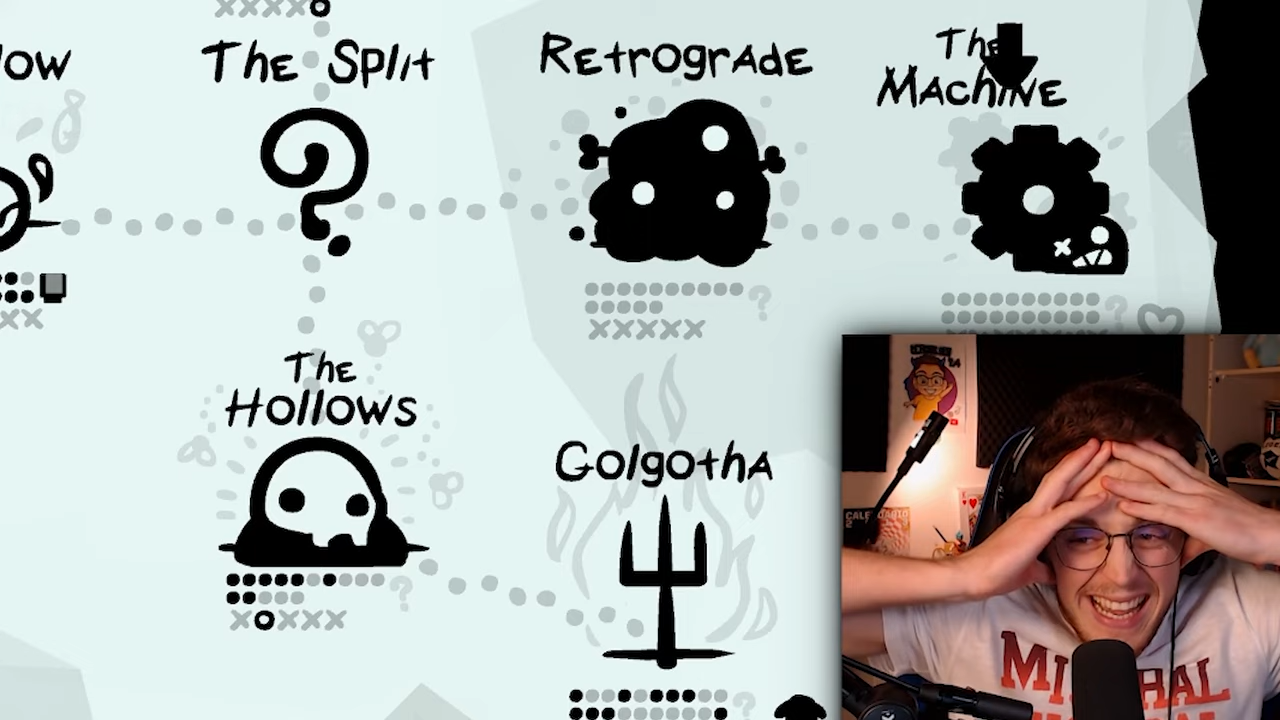 The Split
Retrograde
The
Machine
The
Hollows
Golgotha